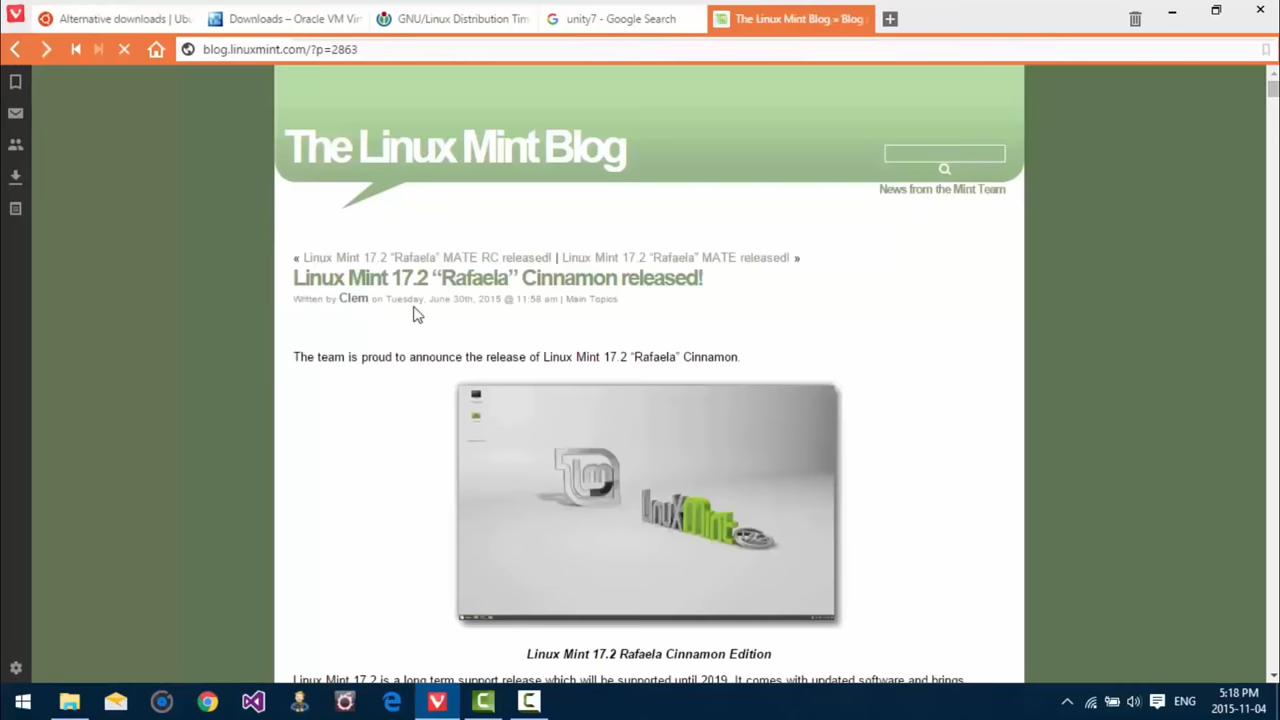 Alternative downloads | Ubu
Downloads – Oracle VM Vir
GNU/Linux Distribution Tim
unity7 - Google Search
The Linux Mint Blog » Blog
blog.linuxmint.com/?p=2863
The Linux Mint Blog
News from the Mint Team
« Linux Mint 17.2 “Rafaela” MATE RC released! | Linux Mint 17.2 “Rafaela” MATE released! »
Linux Mint 17.2 “Rafaela” Cinnamon released!
Written by Clem on Tuesday, June 30th, 2015 @ 11:58 am | Main Topics
The team is proud to announce the release of Linux Mint 17.2 “Rafaela” Cinnamon.
Linux Mint
Linux Mint 17.2 Rafaela Cinnamon Edition
Linux Mint 17.2 is a long term support release which will be supported until 2019. It comes with updated software and brings
ENG
5:18 PM
2015-11-04